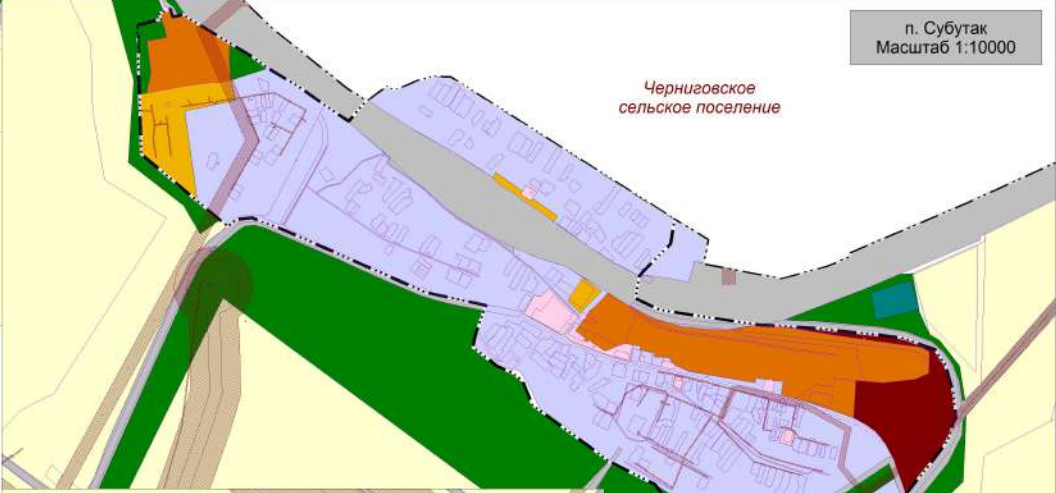 п. Субутак
Масштаб 1:10000
Черниговское
сельское поселение